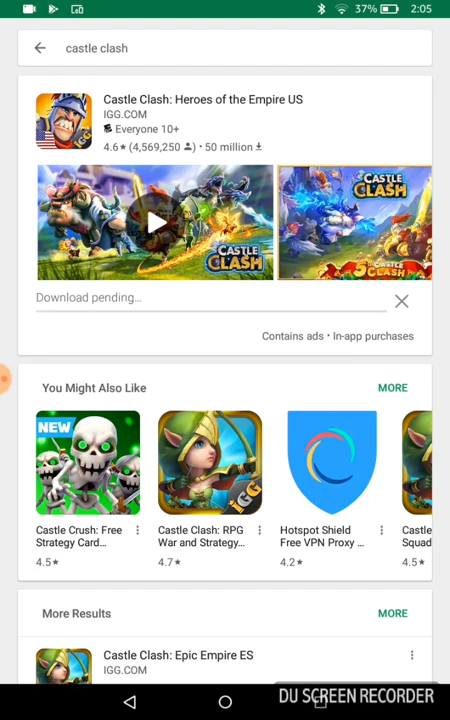 37% 2:05
castle clash
Castle Clash: Heroes of the Empire US
IGG.COM
Everyone 10+
4.6★ (4,569,250) • 50 million
CASTLE CLASH
CASTLE CLASH
5th CASTLE CLASH
Download pending...
Contains ads • In-app purchases
You Might Also Like MORE
NEW
IGG
Castle Crush: Free Strategy Card...
Castle Clash: RPG War and Strategy...
Hotspot Shield Free VPN Proxy ...
Castle Squad
4.5★
4.7★
4.2★
4.5★
More Results MORE
Castle Clash: Epic Empire ES
IGG.COM
DU SCREEN RECORDER